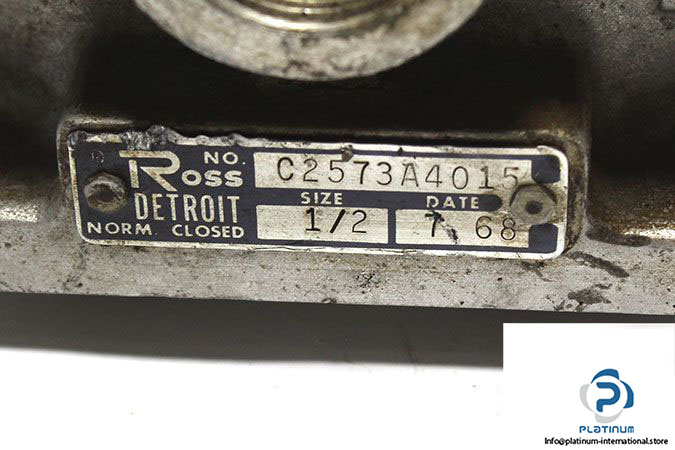 ROSS NO. C2573A4015
DETROIT SIZE DATE
NORM. CLOSED 1/2 7 68
PLATINUM
info@platinum-international.store